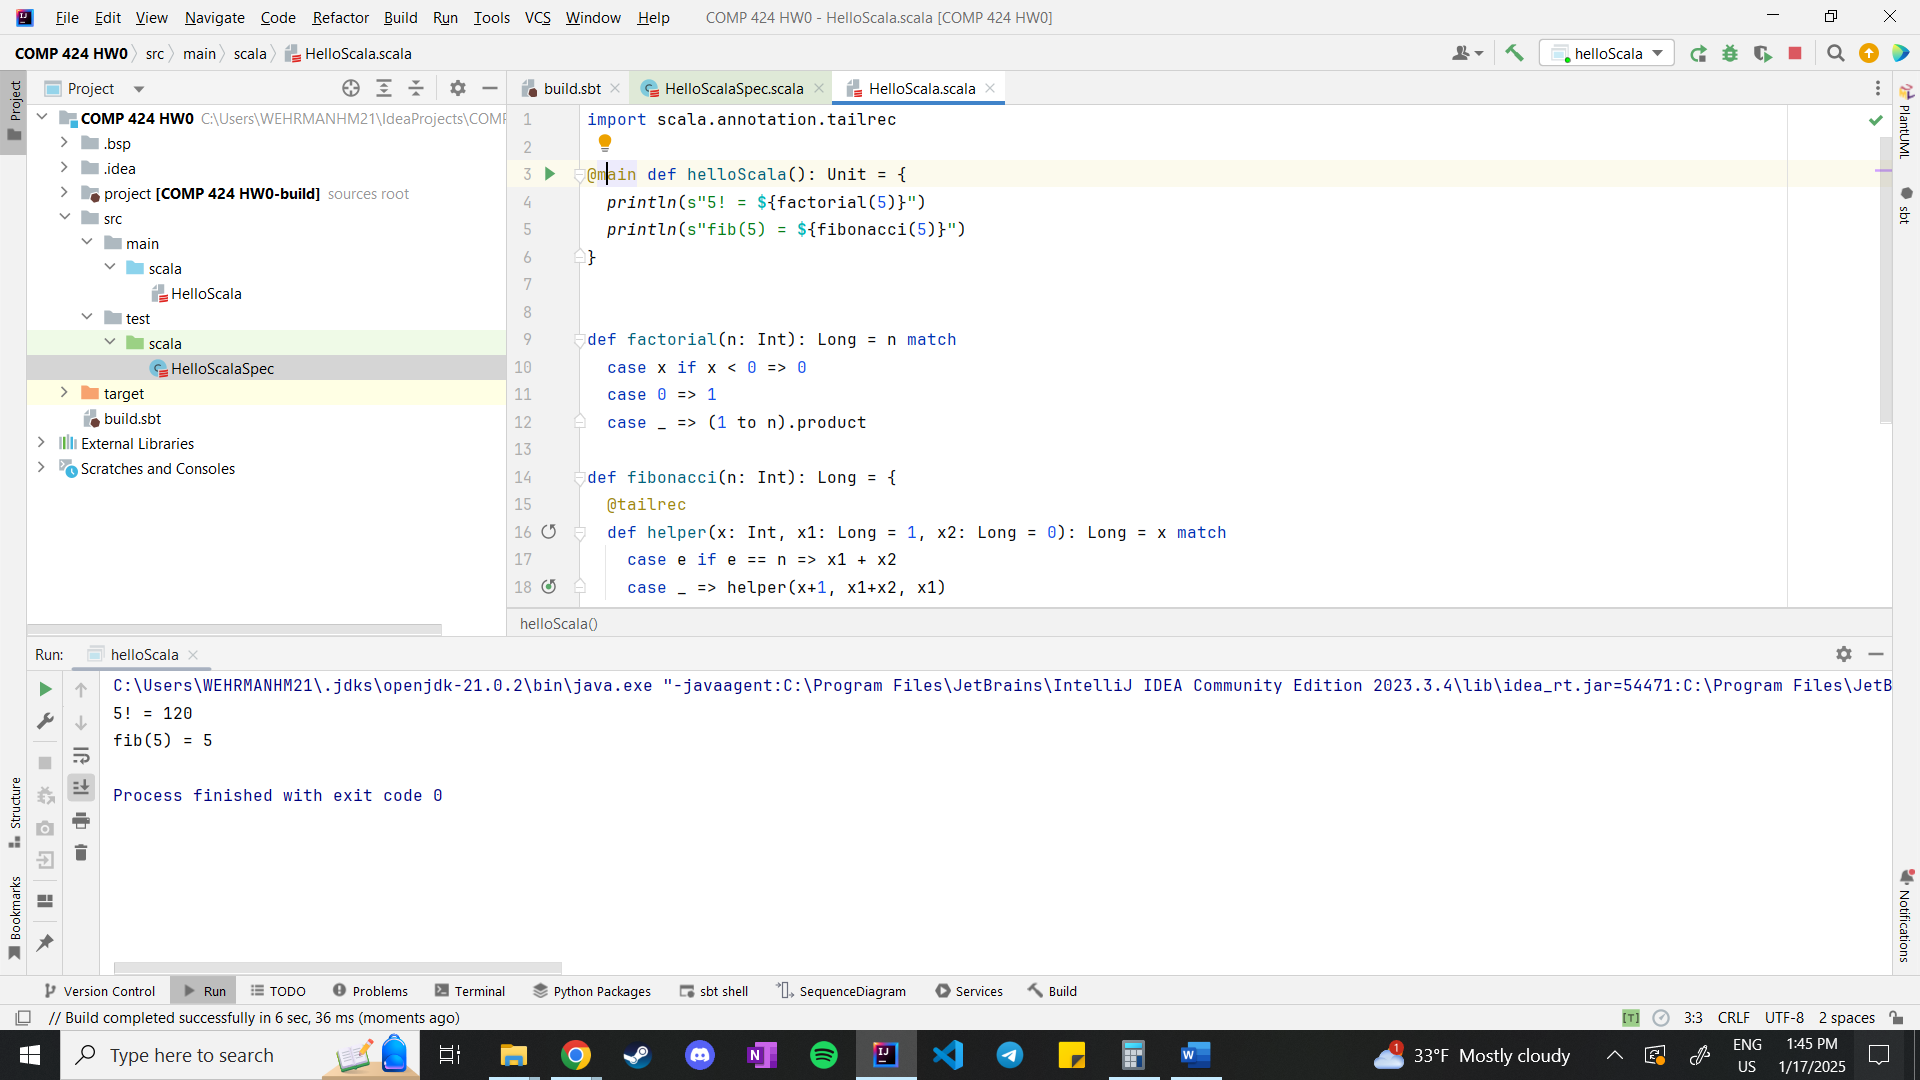 File Edit View Navigate Code Refactor Build Run Tools VCS Window Help COMP 424 HW0 - HelloScala.scala [COMP 424 HW0]
COMP 424 HW0 src main scala HelloScala.scala helloScala
Project
Project
build.sbt HelloScalaSpec.scala HelloScala.scala
COMP 424 HW0 C:\Users\WEHRMANHM21\IdeaProjects\COMP
.bsp
.idea
project [COMP 424 HW0-build] sources root
src
main
scala
HelloScala
test
scala
HelloScalaSpec
target
build.sbt
External Libraries
Scratches and Consoles
1 import scala.annotation.tailrec
2
3 @main def helloScala(): Unit = {
4 println(s"5! = ${factorial(5)}")
5 println(s"fib(5) = ${fibonacci(5)}")
6 }
7
8
9 def factorial(n: Int): Long = n match
10 case x if x < 0 => 0
11 case 0 => 1
12 case _ => (1 to n).product
13
14 def fibonacci(n: Int): Long = {
15 @tailrec
16 def helper(x: Int, x1: Long = 1, x2: Long = 0): Long = x match
17 case e if e == n => x1 + x2
18 case _ => helper(x+1, x1+x2, x1)
helloScala()
PlantUML
sbt
Run: helloScala
C:\Users\WEHRMANHM21\.jdks\openjdk-21.0.2\bin\java.exe "-javaagent:C:\Program Files\JetBrains\IntelliJ IDEA Community Edition 2023.3.4\lib\idea_rt.jar=54471:C:\Program Files\JetB
5! = 120
fib(5) = 5
Process finished with exit code 0
Structure
Bookmarks
Notifications
Version Control Run TODO Problems Terminal Python Packages sbt shell SequenceDiagram Services Build
// Build completed successfully in 6 sec, 36 ms (moments ago) [T] 3:3 CRLF UTF-8 2 spaces
Type here to search 33°F Mostly cloudy ENG US 1:45 PM 1/17/2025